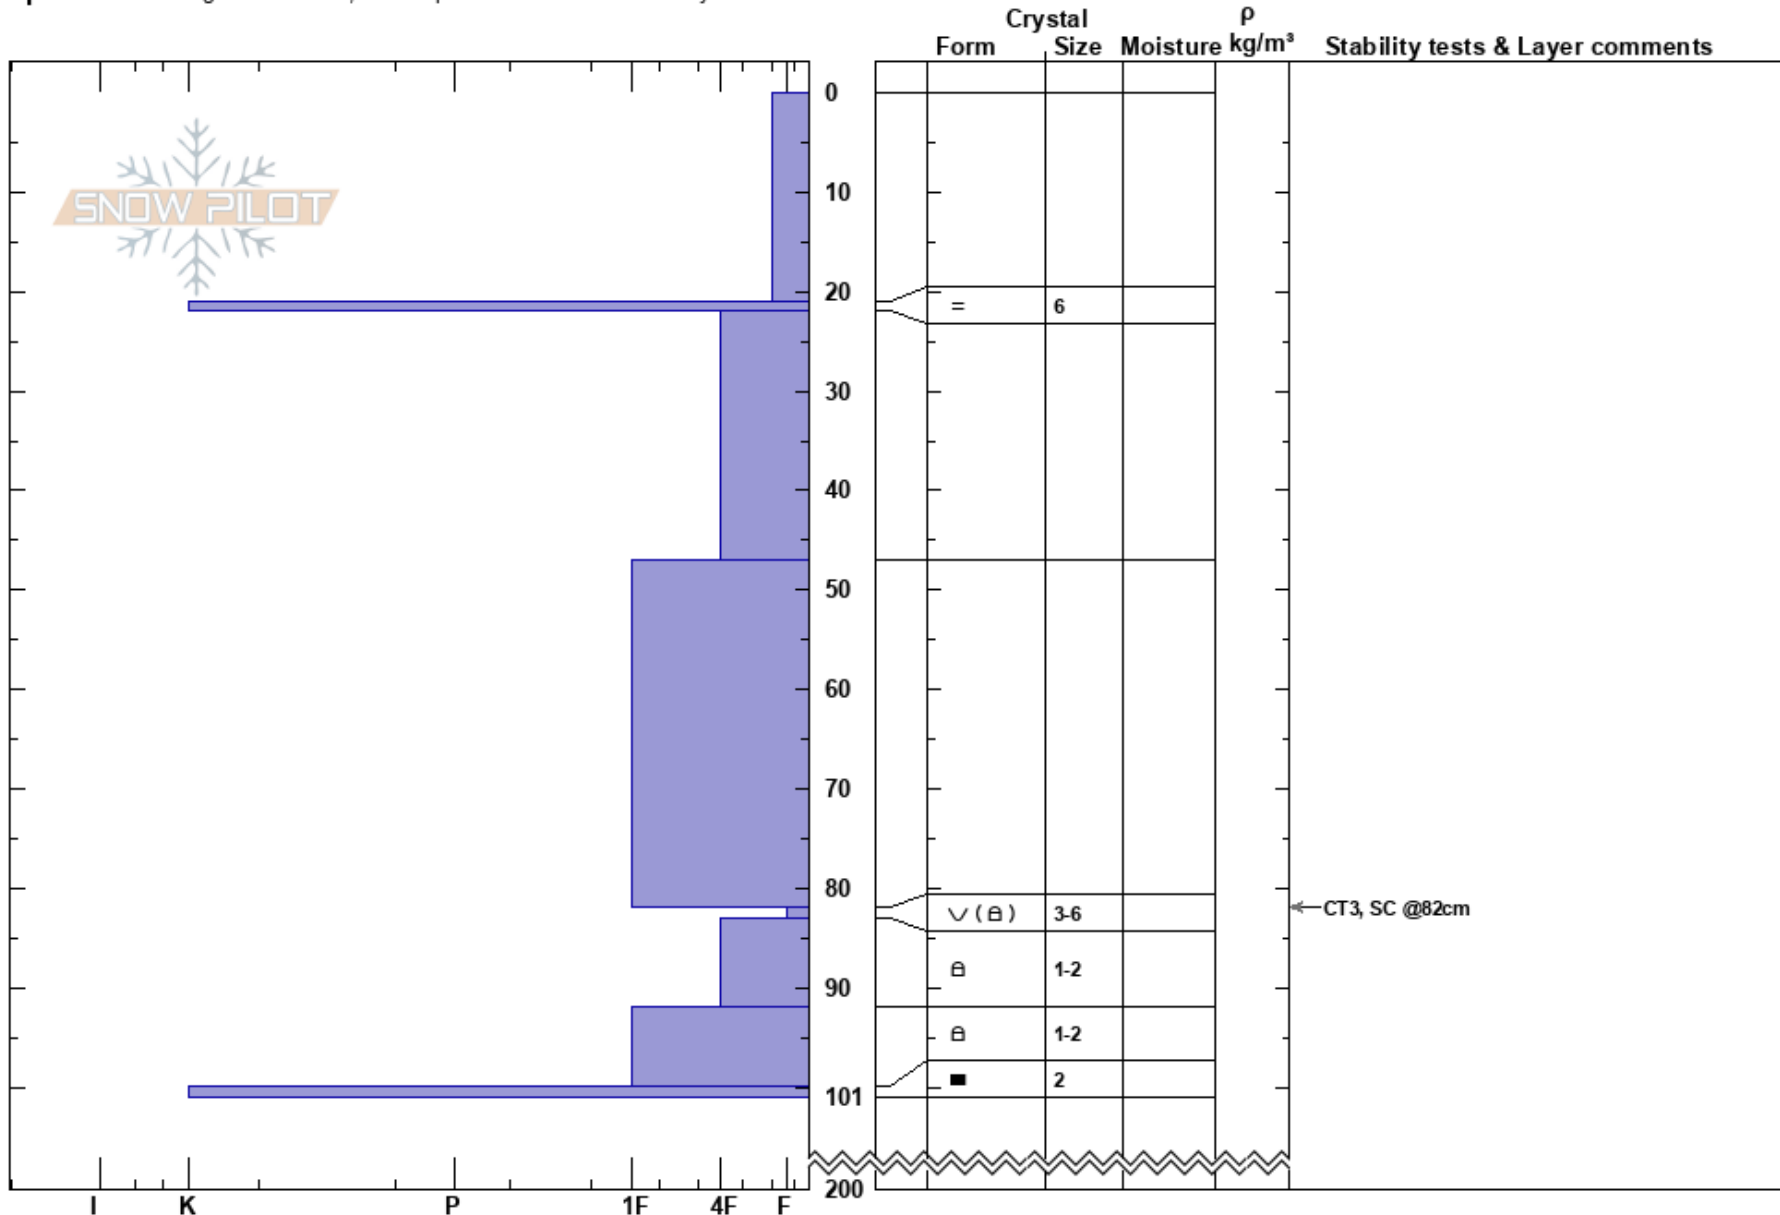 Crystal ρ
Form Size Moisture kg/m³ Stability tests & Layer comments
0
10
SNOW PILOT
20
= 6
30
40
50
60
70
80
∨ (  ) 3-6
CT3, SC @82cm
1-2
90
1-2
■ 2
101
200
I K P 1F 4F F